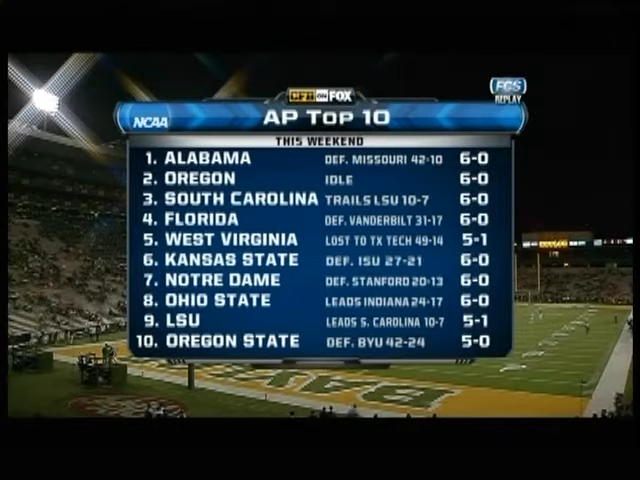 CFB ON FOX
FCS
REPLAY
NCAA
AP TOP 10
THIS WEEKEND
1. ALABAMA DEF. MISSOURI 42-10 6-0
2. OREGON IDLE 6-0
3. SOUTH CAROLINA TRAILS LSU 10-7 6-0
4. FLORIDA DEF. VANDERBILT 31-17 6-0
5. WEST VIRGINIA LOST TO TX TECH 49-14 5-1
6. KANSAS STATE DEF. ISU 27-21 6-0
7. NOTRE DAME DEF. STANFORD 20-13 6-0
8. OHIO STATE LEADS INDIANA 24-17 6-0
9. LSU LEADS S. CAROLINA 10-7 5-1
10. OREGON STATE DEF. BYU 42-24 5-0